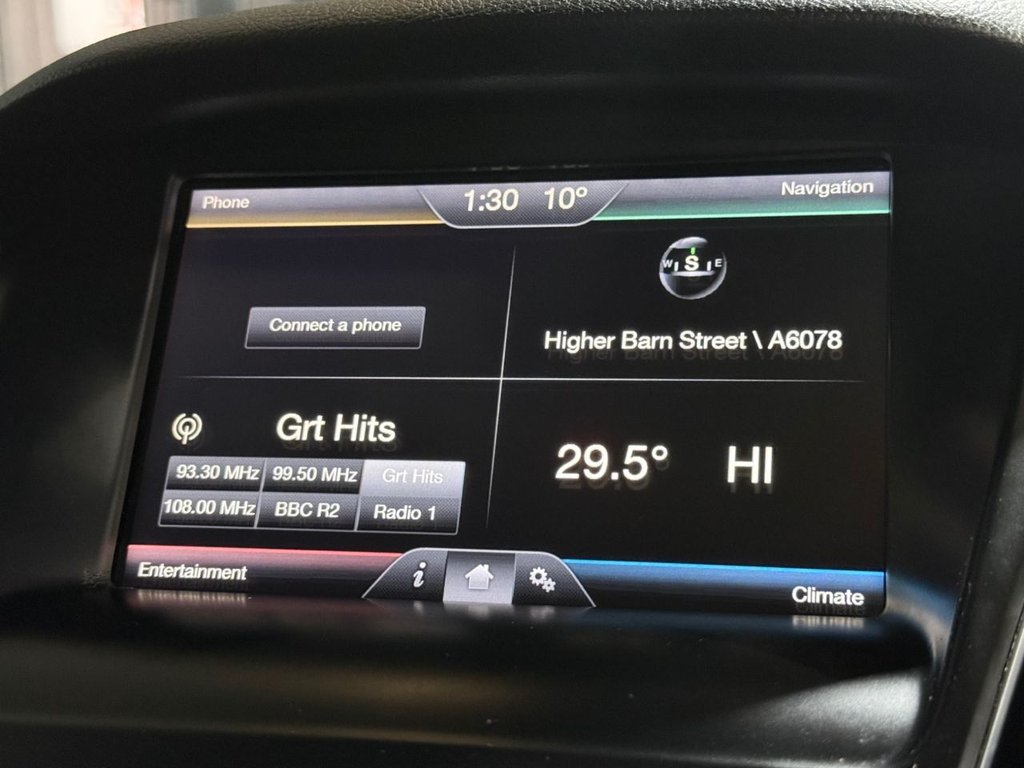 Phone
1:30 10°
Navigation
Connect a phone
W S E
Higher Barn Street \ A6078
Grt Hits
93.30 MHz 99.50 MHz Grt Hits
108.00 MHz BBC R2 Radio 1
29.5° HI
Entertainment
i
Climate